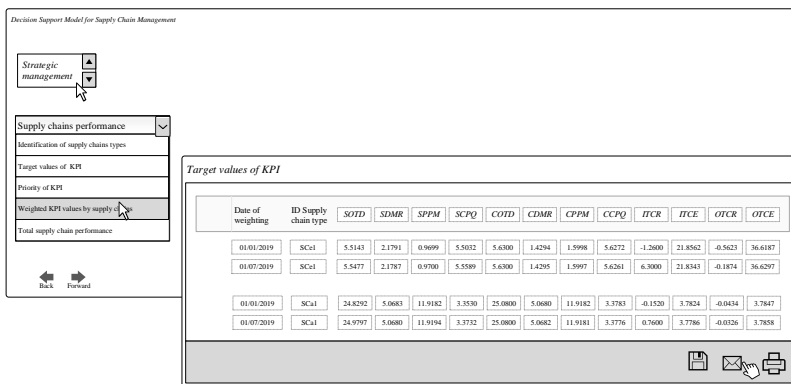 Decision Support Model for Supply Chain Management
Strategic
management
Supply chains performance
Identification of supply chains types
Target values of KPI
Priority of KPI
Weighted KPI values by supply chains
Total supply chain performance
Back Forward
Target values of KPI
Date of weighting ID Supply chain type SOTD SDMR SPPM SCPQ COTD CDMR CPPM CCPQ ITCR ITCE OTCR OTCE
01/01/2019 SCe1 5.5143 2.1791 0.9699 5.5032 5.6300 1.4294 1.5998 5.6272 -1.2600 21.8562 -0.5623 36.6187
01/07/2019 SCe1 5.5477 2.1787 0.9700 5.5589 5.6300 1.4295 1.5997 5.6261 6.3000 21.8343 -0.1874 36.6297
01/01/2019 SCa1 24.8292 5.0683 11.9182 3.3530 25.0800 5.0680 11.9182 3.3783 -0.1520 3.7824 -0.0434 3.7847
01/07/2019 SCa1 24.9797 5.0680 11.9194 3.3732 25.0800 5.0682 11.9181 3.3776 0.7600 3.7786 -0.0326 3.7858